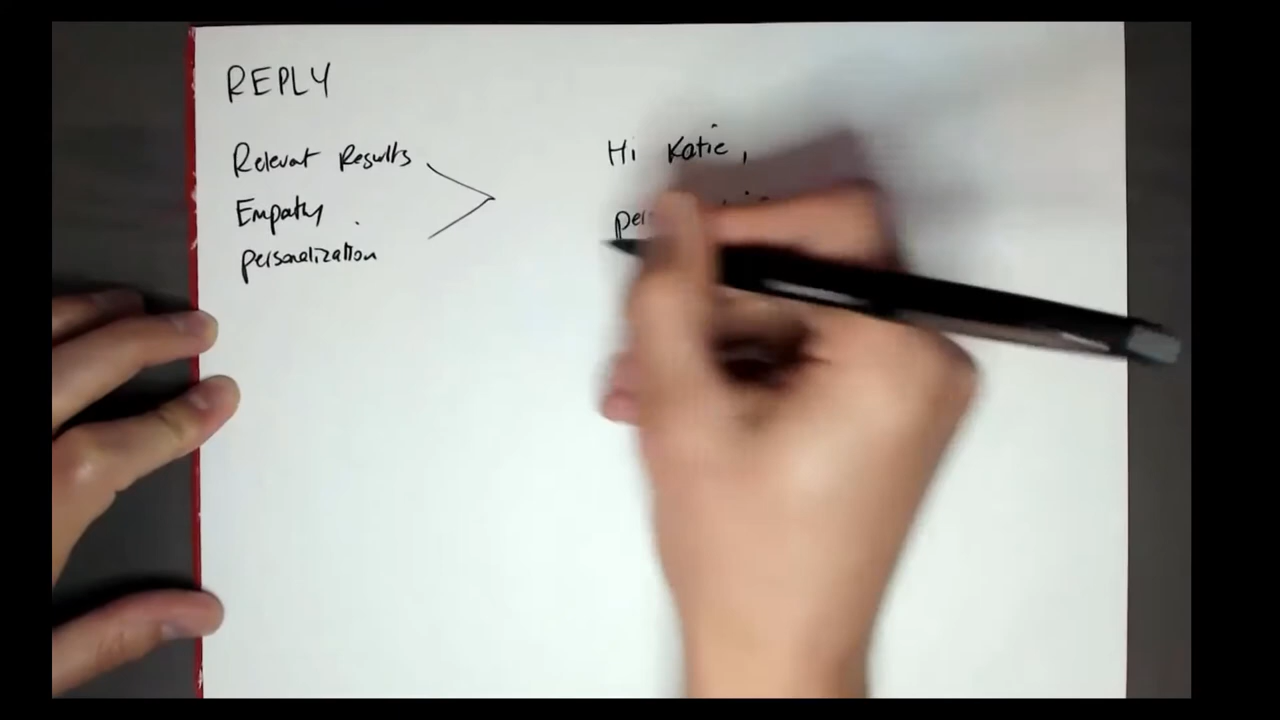 REPLY
Relevant Results
Empathy
personalization
Hi Katie,